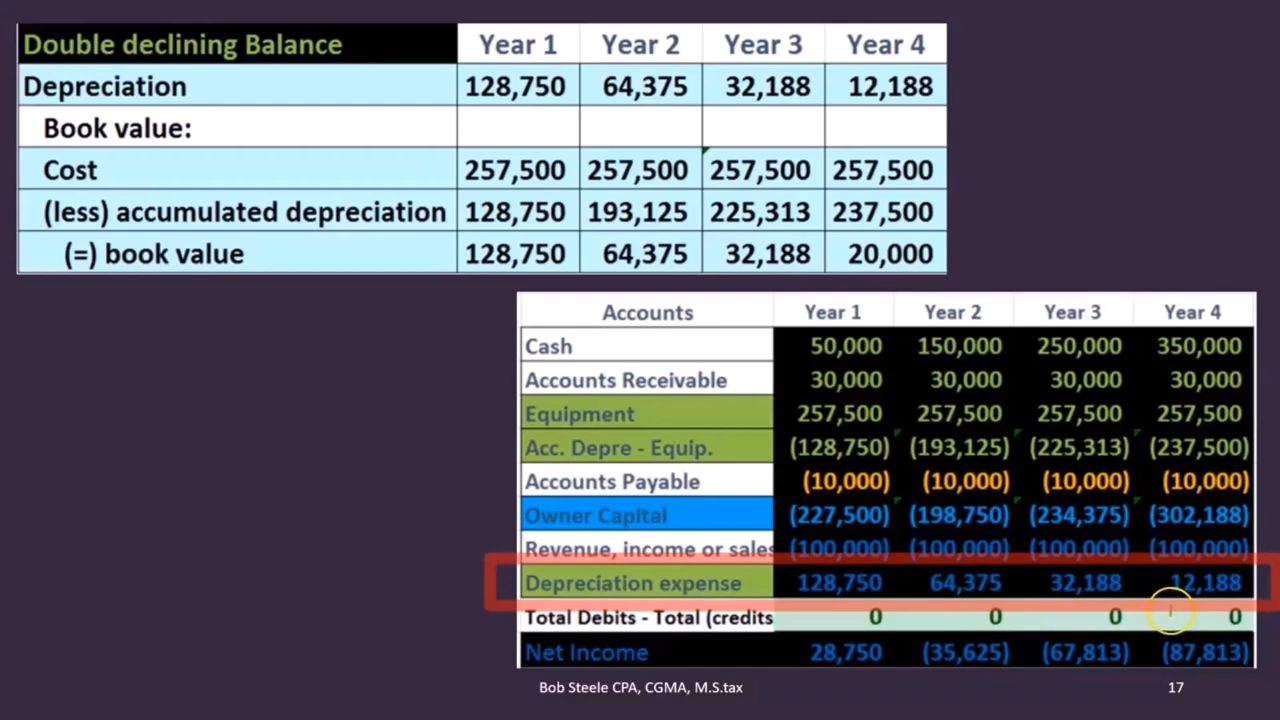 Double declining Balance Year 1 Year 2 Year 3 Year 4
Depreciation 128,750 64,375 32,188 12,188
Book value:
Cost 257,500 257,500 257,500 257,500
(less) accumulated depreciation 128,750 193,125 225,313 237,500
(=) book value 128,750 64,375 32,188 20,000
Accounts Year 1 Year 2 Year 3 Year 4
Cash 50,000 150,000 250,000 350,000
Accounts Receivable 30,000 30,000 30,000 30,000
Equipment 257,500 257,500 257,500 257,500
Acc. Depre - Equip. (128,750) (193,125) (225,313) (237,500)
Accounts Payable (10,000) (10,000) (10,000) (10,000)
Owner Capital (227,500) (198,750) (234,375) (302,188)
Revenue, income or sales (100,000) (100,000) (100,000) (100,000)
Depreciation expense 128,750 64,375 32,188 12,188
Total Debits - Total (credits 0 0 0 0
Net Income 28,750 (35,625) (67,813) (87,813)
Bob Steele CPA, CGMA, M.S.tax 17